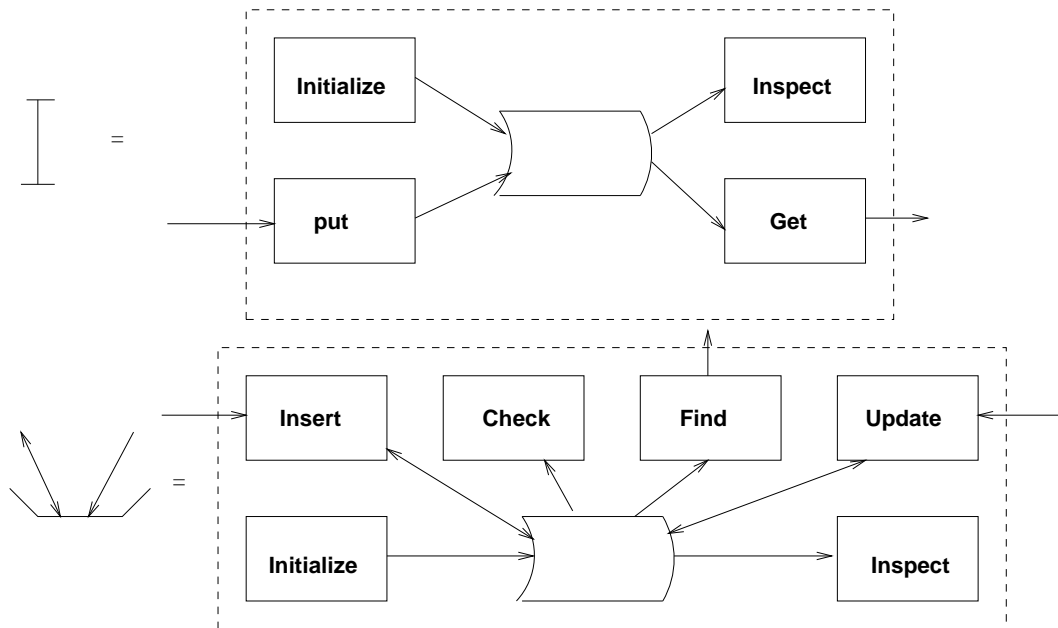 Initialize
Inspect
=
put
Get
Insert
Check
Find
Update
=
Initialize
Inspect